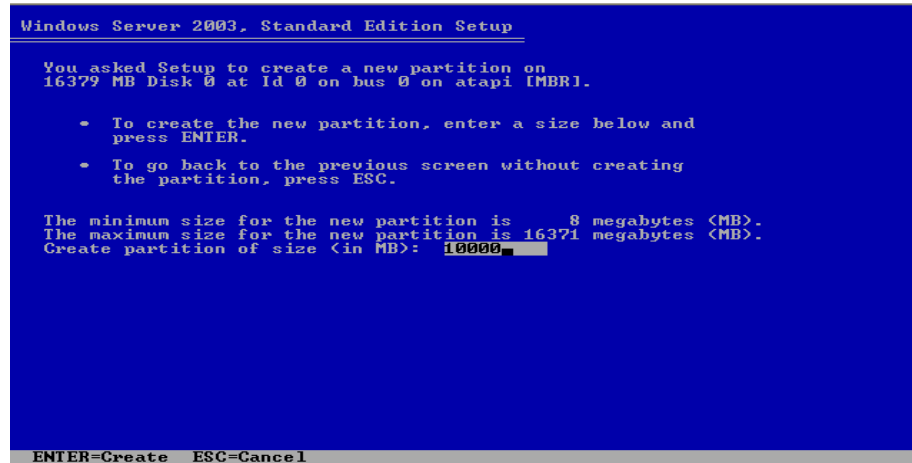 Windows Server 2003, Standard Edition Setup
You asked Setup to create a new partition on
16379 MB Disk 0 at Id 0 on bus 0 on atapi [MBR].
• To create the new partition, enter a size below and
press ENTER.
• To go back to the previous screen without creating
the partition, press ESC.
The minimum size for the new partition is 8 megabytes (MB).
The maximum size for the new partition is 16371 megabytes (MB).
Create partition of size (in MB): 10000
ENTER=Create ESC=Cancel